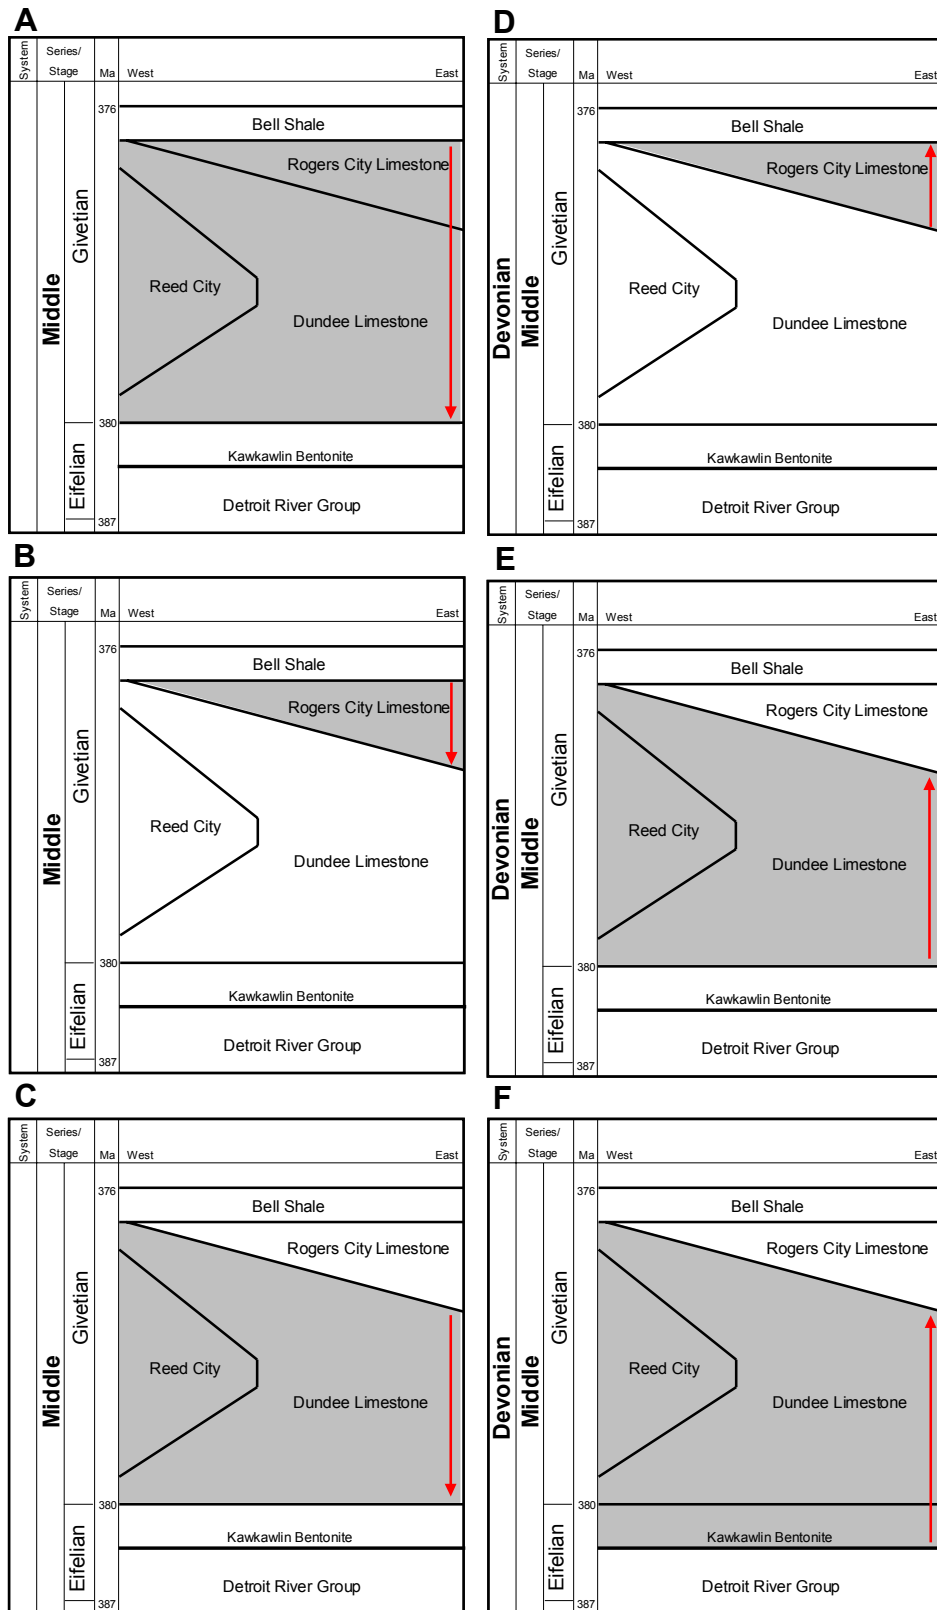 A
System
Series/
Stage
Ma
West
East
376
Bell Shale
Rogers City Limestone
Givetian
Middle
Reed City
Dundee Limestone
380
Kawkawlin Bentonite
Eifelian
Detroit River Group
387
B
System
Series/
Stage
Ma
West
East
376
Bell Shale
Rogers City Limestone
Givetian
Middle
Reed City
Dundee Limestone
380
Kawkawlin Bentonite
Eifelian
Detroit River Group
387
C
System
Series/
Stage
Ma
West
East
376
Bell Shale
Rogers City Limestone
Givetian
Middle
Reed City
Dundee Limestone
380
Kawkawlin Bentonite
Eifelian
Detroit River Group
387
D
System
Series/
Stage
Ma
West
East
376
Bell Shale
Rogers City Limestone
Givetian
Devonian
Middle
Reed City
Dundee Limestone
380
Kawkawlin Bentonite
Eifelian
Detroit River Group
387
E
System
Series/
Stage
Ma
West
East
376
Bell Shale
Rogers City Limestone
Givetian
Devonian
Middle
Reed City
Dundee Limestone
380
Kawkawlin Bentonite
Eifelian
Detroit River Group
387
F
System
Series/
Stage
Ma
West
East
376
Bell Shale
Rogers City Limestone
Givetian
Devonian
Middle
Reed City
Dundee Limestone
380
Kawkawlin Bentonite
Eifelian
Detroit River Group
387